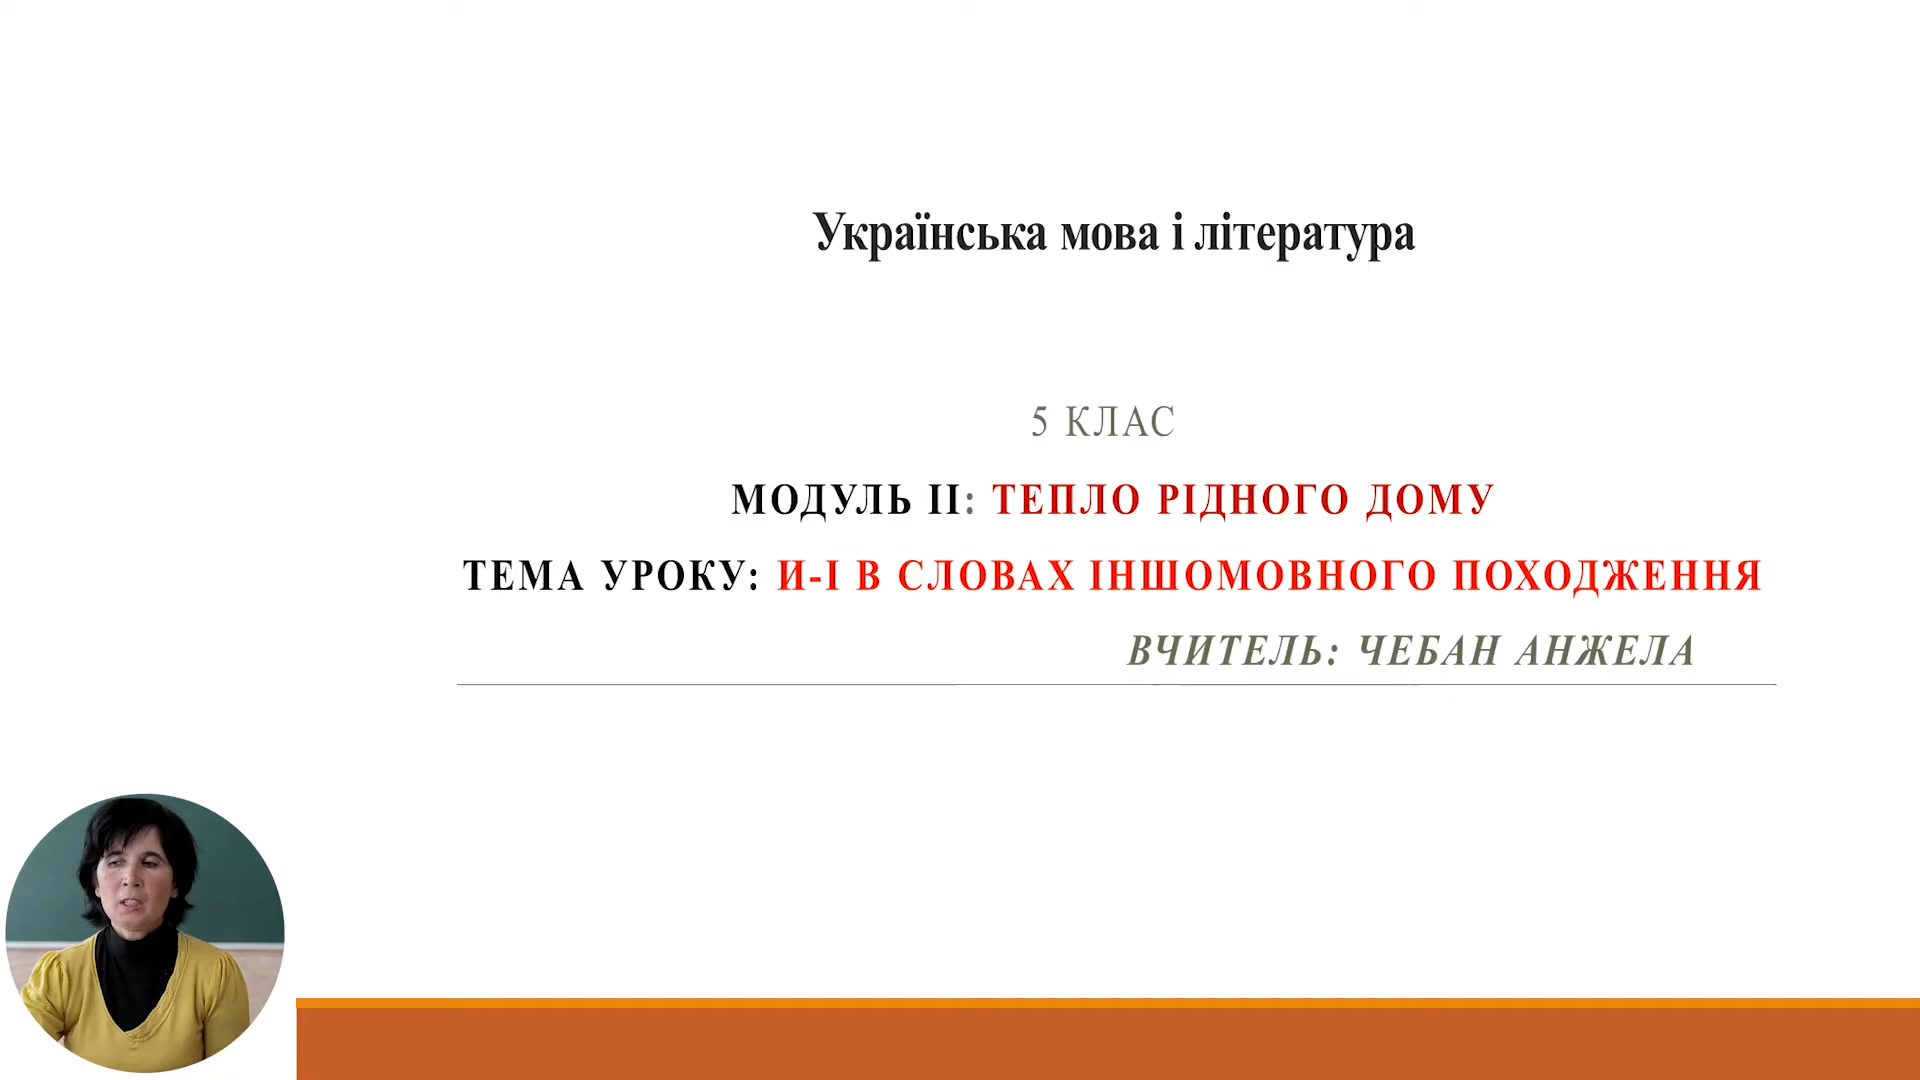 Українська мова і література
5 КЛАС
МОДУЛЬ ІІ: ТЕПЛО РІДНОГО ДОМУ
ТЕМА УРОКУ: И-І В СЛОВАХ ІНШОМОВНОГО ПОХОДЖЕННЯ
ВЧИТЕЛЬ: ЧЕБАН АНЖЕЛА